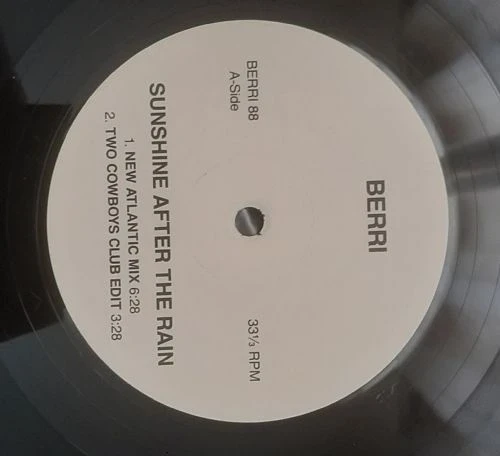 BERRI
BERRI 88
A-Side
33⅓ RPM
SUNSHINE AFTER THE RAIN
1. NEW ATLANTIC MIX 6:28
2. TWO COWBOYS CLUB EDIT 3:28